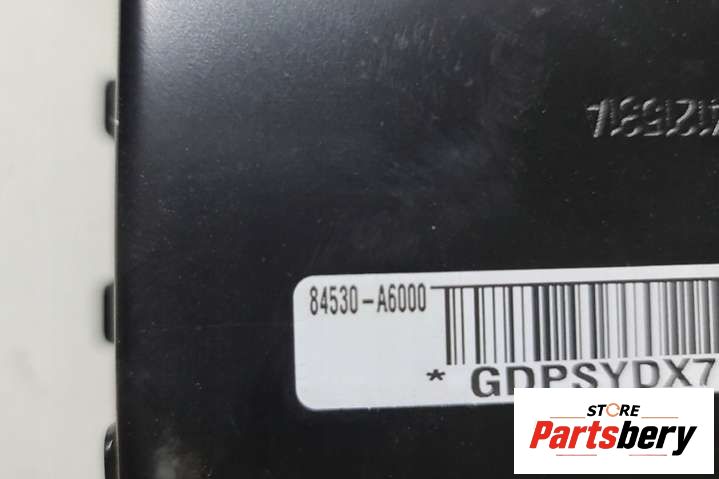 84530-A6000
* GDPSYDX7
STORE
Partsbery